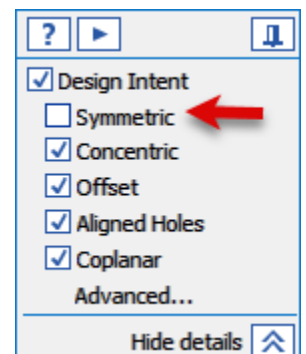 ?
Design Intent
Symmetric
Concentric
Offset
Aligned Holes
Coplanar
Advanced...
Hide details